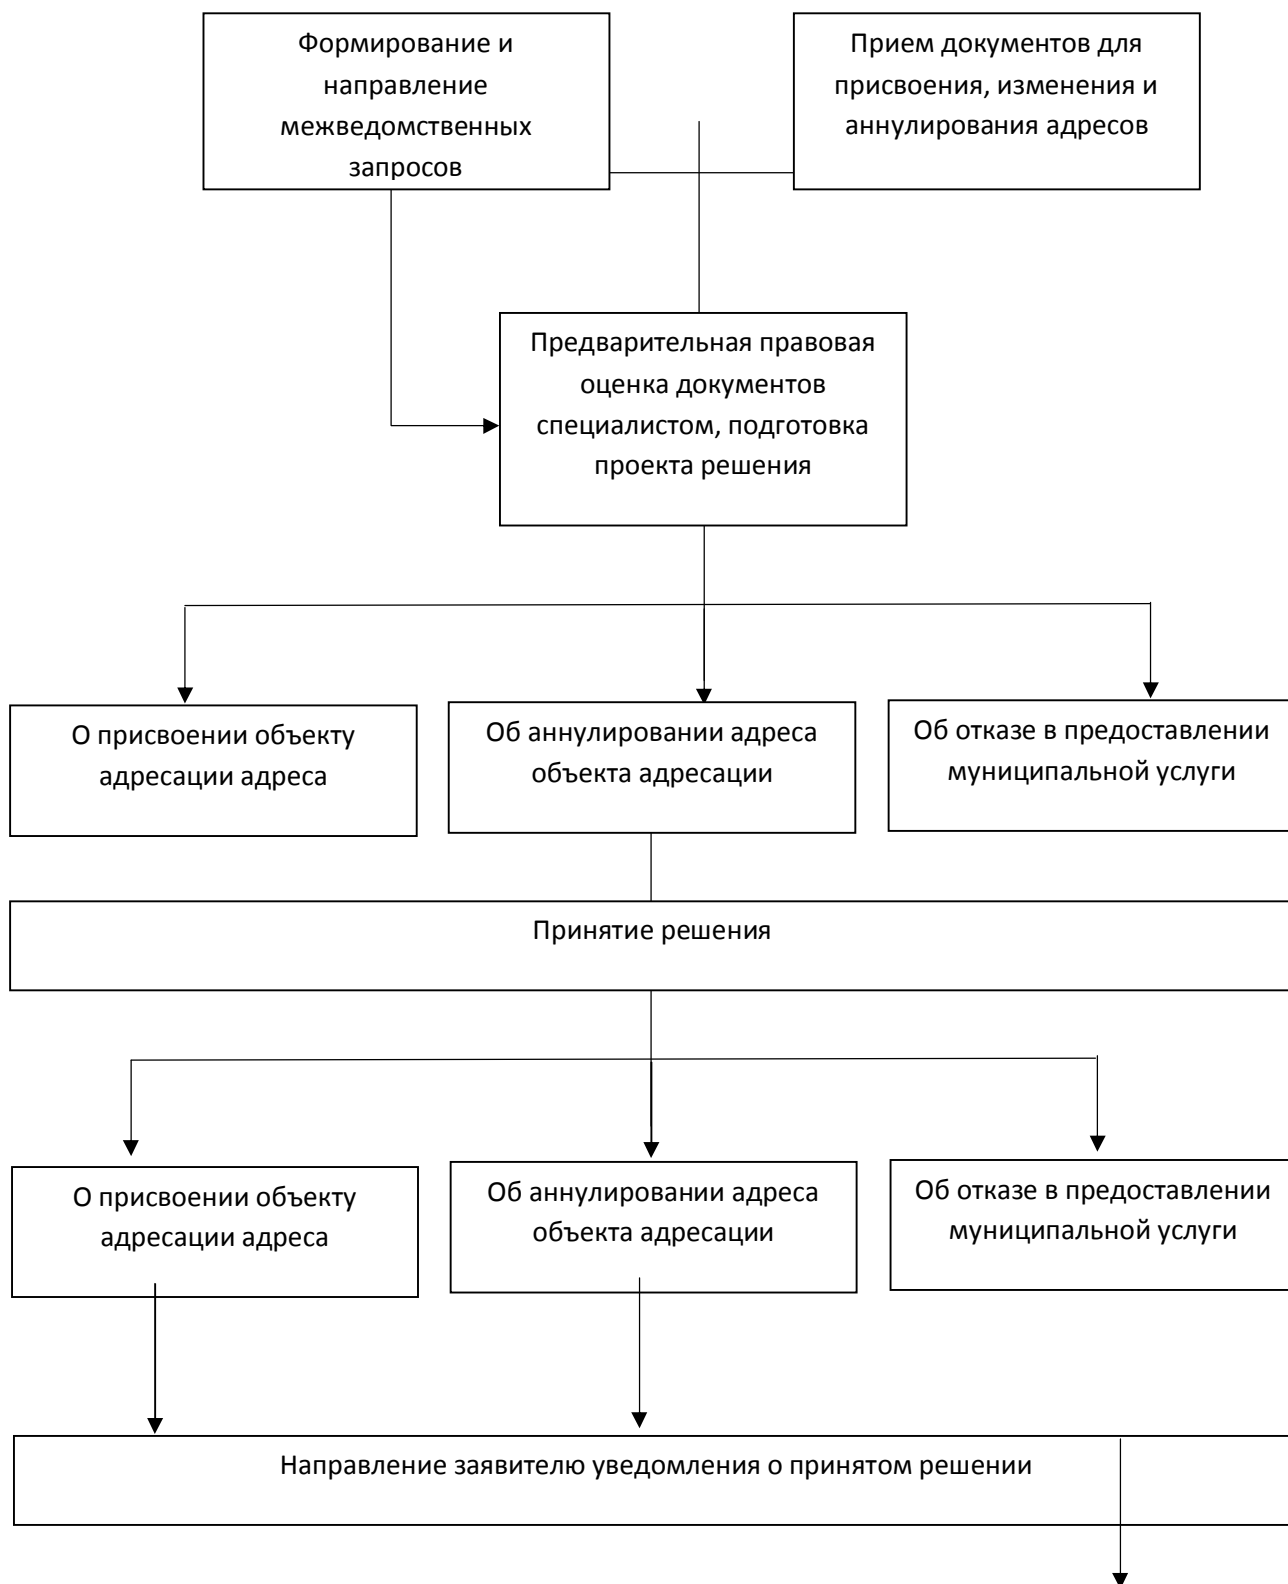 Формирование и
направление
межведомственных
запросов
Прием документов для
присвоения, изменения и
аннулирования адресов
Предварительная правовая
оценка документов
специалистом, подготовка
проекта решения
О присвоении объекту
адресации адреса
Об аннулировании адреса
объекта адресации
Об отказе в предоставлении
муниципальной услуги
Принятие решения
О присвоении объекту
адресации адреса
Об аннулировании адреса
объекта адресации
Об отказе в предоставлении
муниципальной услуги
Направление заявителю уведомления о принятом решении